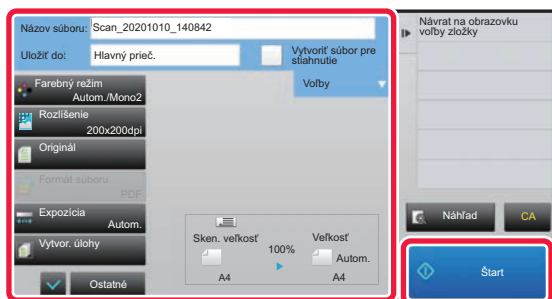 Názov súboru: Scan_20201010_140842
Uložiť do: Hlavný prieč.
Vytvoriť súbor pre
stiahnutie
Voľby
Farebný režim
Autom./Mono2
Rozlíšenie
200x200dpi
Originál
Formát súboru
PDF
Expozícia
Autom.
Vytvor. úlohy
Ostatné
Sken. veľkosť
100%
Veľkosť
Autom.
A4
A4
Návrat na obrazovku
voľby zložky
Náhľad
CA
Štart